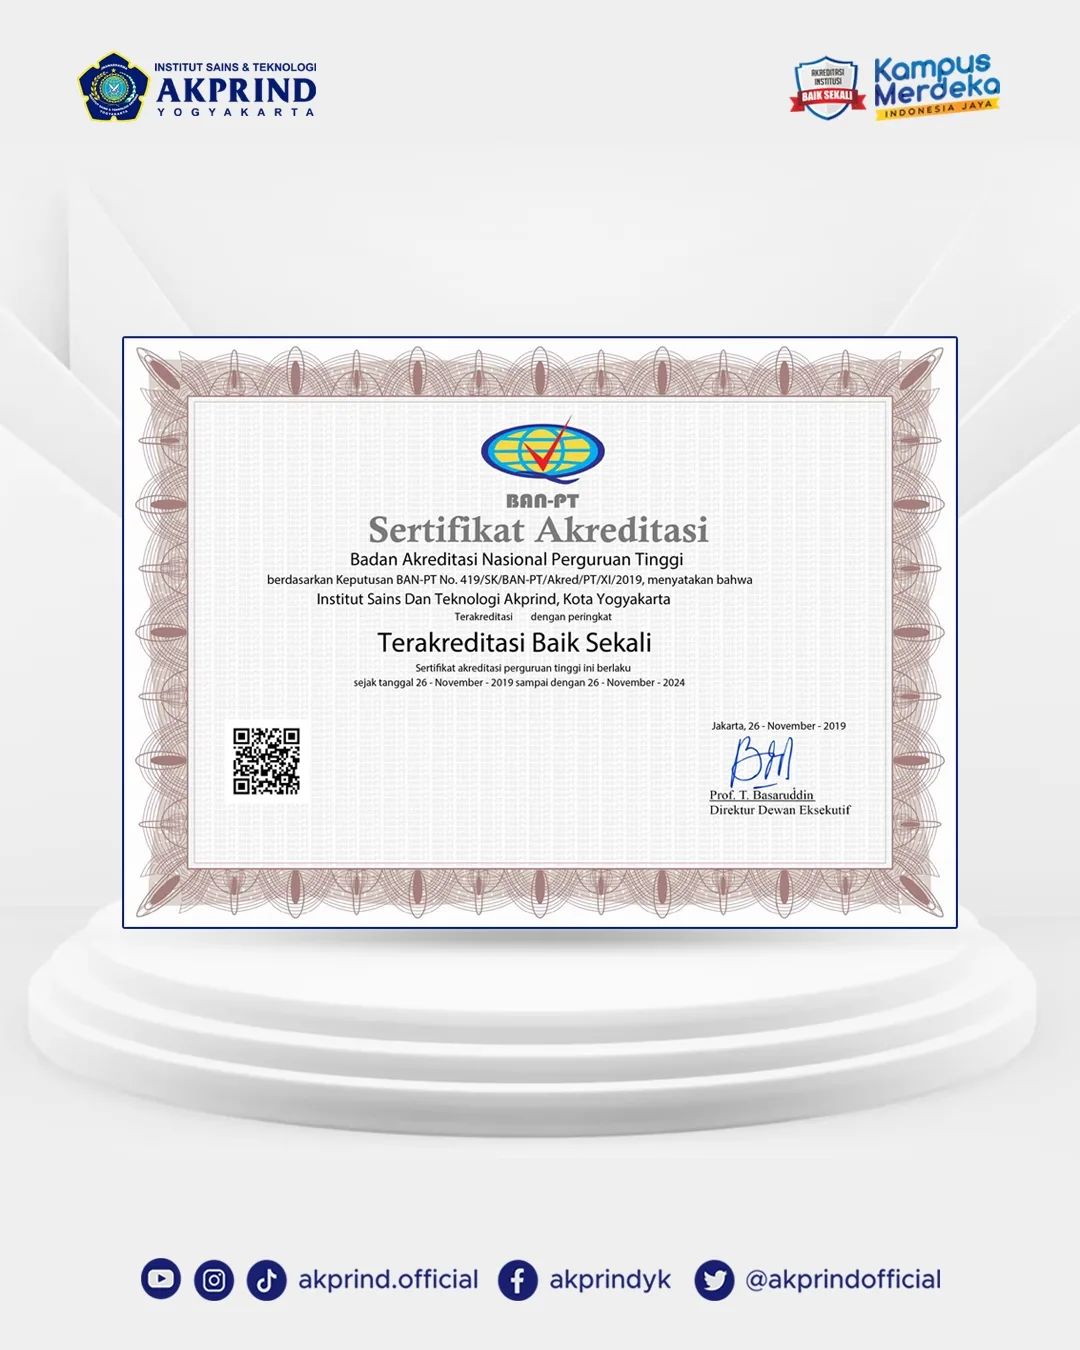 INSTITUT SAINS & TEKNOLOGI
AKPRIND
YOGYAKARTA
AKREDITASI
INSTITUSI
BAIK SEKALI
Kampus
Merdeka
INDONESIA JAYA
BAN-PT
Sertifikat Akreditasi
Badan Akreditasi Nasional Perguruan Tinggi
berdasarkan Keputusan BAN-PT No. 419/SK/BAN-PT/Akred/PT/XI/2019, menyatakan bahwa
Institut Sains Dan Teknologi Akprind, Kota Yogyakarta
Terakreditasi dengan peringkat
Terakreditasi Baik Sekali
Sertifikat akreditasi perguruan tinggi ini berlaku
sejak tanggal 26 - November - 2019 sampai dengan 26 - November - 2024
Jakarta, 26 - November - 2019
Prof. T. Basaruddin
Direktur Dewan Eksekutif
akprind.official akprindyk @akprindofficial